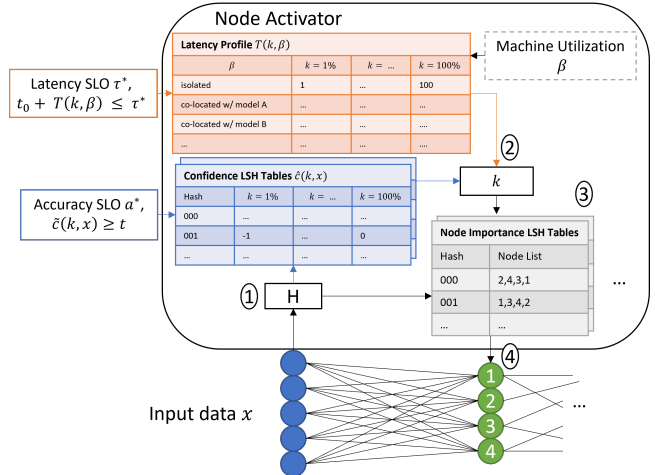 Node Activator
Latency Profile T(k, β)
β k = 1% k = ... k = 100%
isolated 1 ... 100
co-located w/ model A ... ... ...
co-located w/ model B ... ... ....
... ... ... ....
Machine Utilization
β
Latency SLO τ*,
t₀ + T(k, β) ≤ τ*
②
Confidence LSH Tables ĉ(k, x)
Hash k = 1% k = ... k = 100%
000 ... ... ...
001 -1 0
... ... ... ...
k
③
Accuracy SLO a*,
c̃(k, x) ≥ t
Node Importance LSH Tables
Hash Node List
000 2,4,3,1
001 1,3,4,2
... ...
...
① H
④
1
2
3
4
...
Input data x